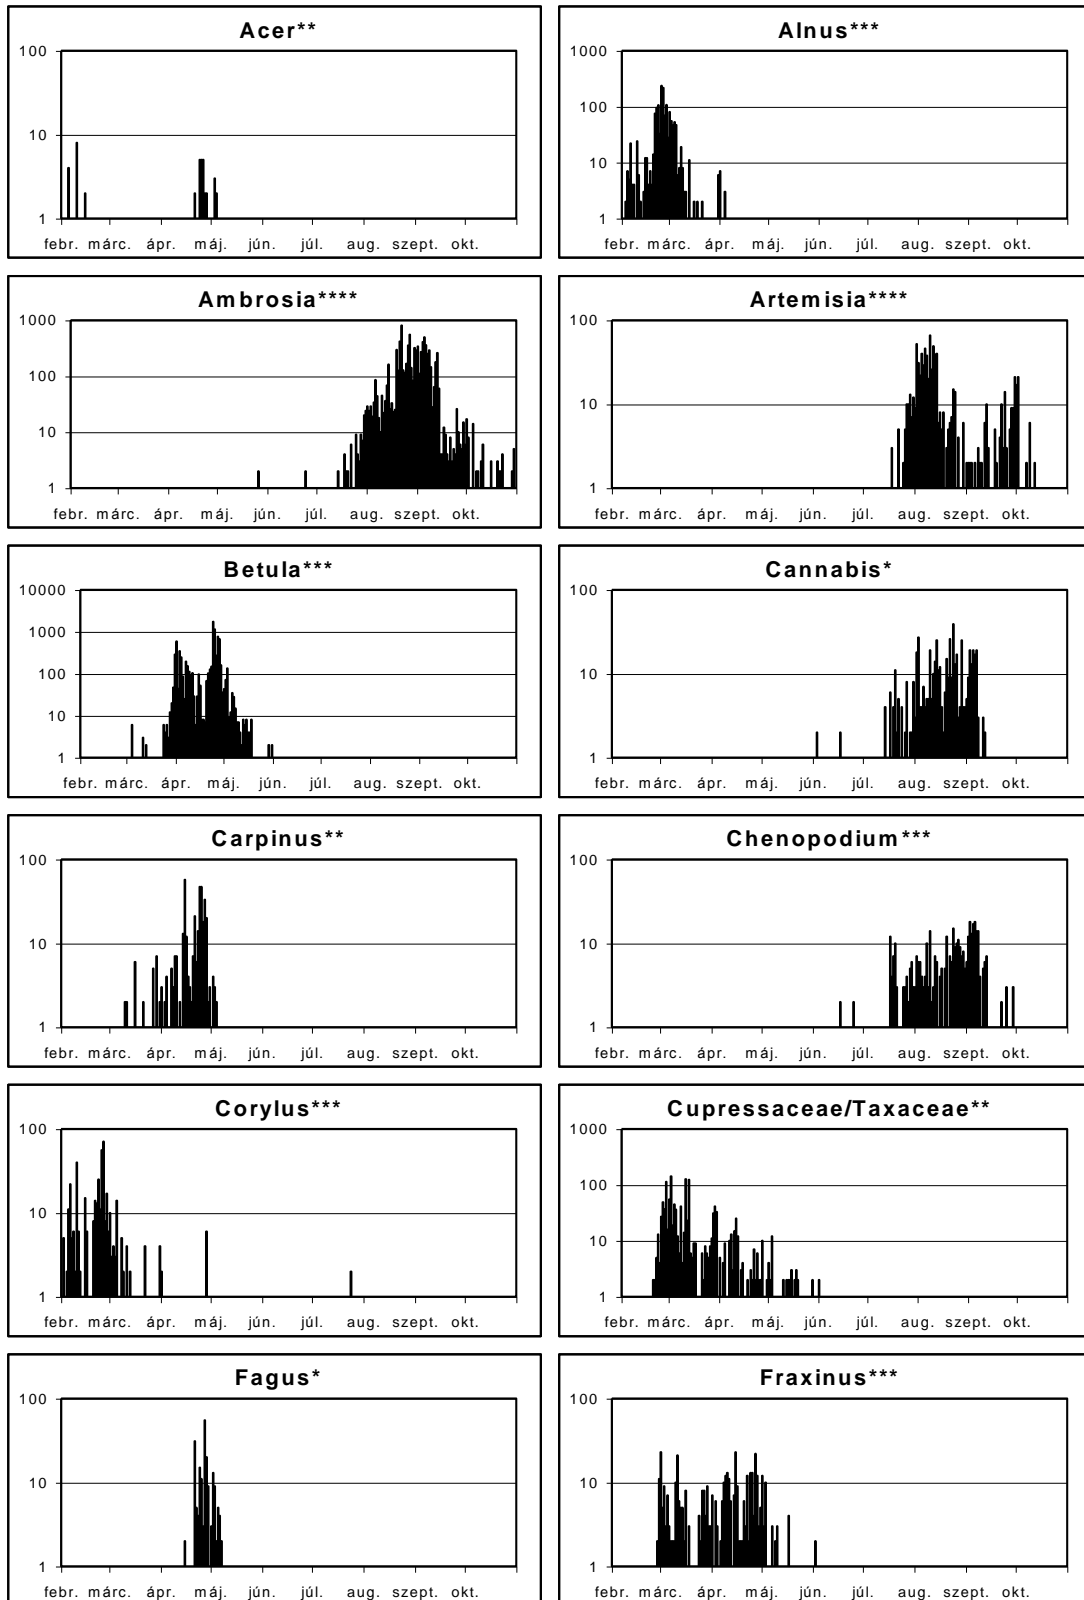 Acer**
100
10
1
febr. márc. ápr. máj. jún. júl. aug. szept. okt.
Alnus***
1000
100
10
1
febr. márc. ápr. máj. jún. júl. aug. szept. okt.
Ambrosia****
1000
100
10
1
febr. márc. ápr. máj. jún. júl. aug. szept. okt.
Artemisia****
100
10
1
febr. márc. ápr. máj. jún. júl. aug. szept. okt.
Betula***
10000
1000
100
10
1
febr. márc. ápr. máj. jún. júl. aug. szept. okt.
Cannabis*
100
10
1
febr. márc. ápr. máj. jún. júl. aug. szept. okt.
Carpinus**
100
10
1
febr. márc. ápr. máj. jún. júl. aug. szept. okt.
Chenopodium***
100
10
1
febr. márc. ápr. máj. jún. júl. aug. szept. okt.
Corylus***
100
10
1
febr. márc. ápr. máj. jún. júl. aug. szept. okt.
Cupressaceae/Taxaceae**
1000
100
10
1
febr. márc. ápr. máj. jún. júl. aug. szept. okt.
Fagus*
100
10
1
febr. márc. ápr. máj. jún. júl. aug. szept. okt.
Fraxinus***
100
10
1
febr. márc. ápr. máj. jún. júl. aug. szept. okt.